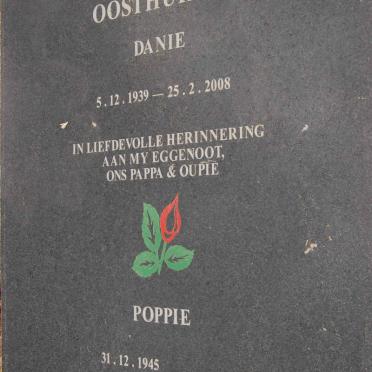 DANIE
5.12.1939 — 25.2.2008
IN LIEFDEVOLLE HERINNERING
AAN MY EGGENOOT,
ONS PAPPA & OUPIE
POPPIE
31.12.1945